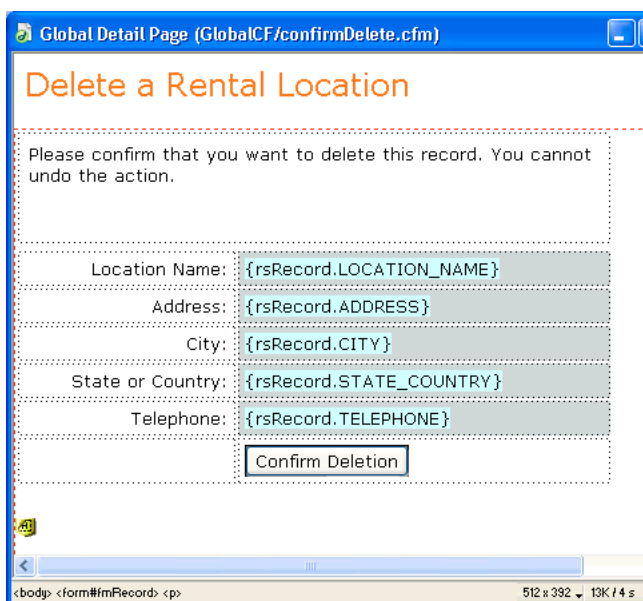 Global Detail Page (GlobalCF/confirmDelete.cfm)
Delete a Rental Location
Please confirm that you want to delete this record. You cannot
undo the action.
Location Name: {rsRecord.LOCATION_NAME}
Address: {rsRecord.ADDRESS}
City: {rsRecord.CITY}
State or Country: {rsRecord.STATE_COUNTRY}
Telephone: {rsRecord.TELEPHONE}
Confirm Deletion
<body> <form#fmRecord> <p> 512 x 392 13K / 4 s